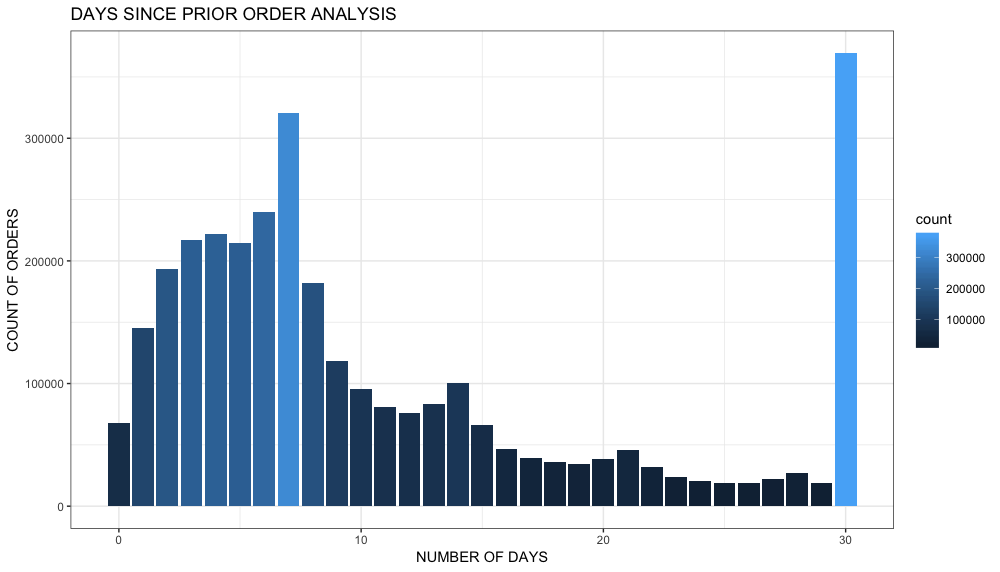 DAYS SINCE PRIOR ORDER ANALYSIS
COUNT OF ORDERS
300000
200000
100000
0
0 10 20 30
NUMBER OF DAYS
count
300000
200000
100000